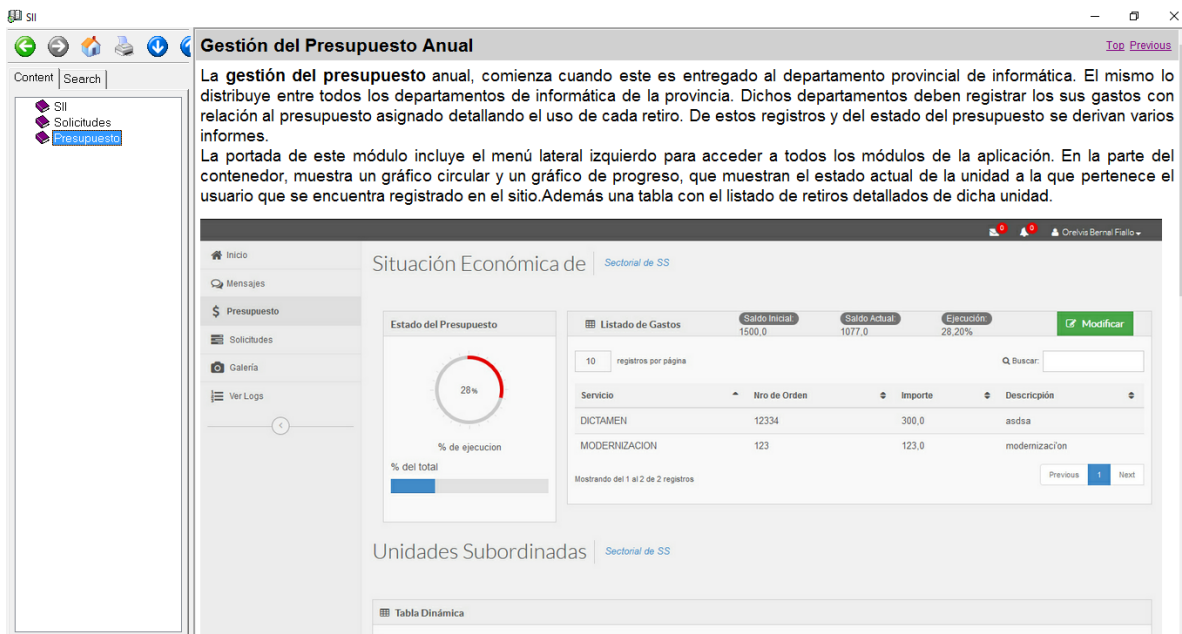 SII
Content
Search
SII
Solicitudes
Presupuesto
Gestión del Presupuesto Anual
Top Previous
La gestión del presupuesto anual, comienza cuando este es entregado al departamento provincial de informática. El mismo lo
distribuye entre todos los departamentos de informática de la provincia. Dichos departamentos deben registrar los sus gastos con
relación al presupuesto asignado detallando el uso de cada retiro. De estos registros y del estado del presupuesto se derivan varios
informes.
La portada de este módulo incluye el menú lateral izquierdo para acceder a todos los módulos de la aplicación. En la parte del
contenedor, muestra un gráfico circular y un gráfico de progreso, que muestran el estado actual de la unidad a la que pertenece el
usuario que se encuentra registrado en el sitio.Además una tabla con el listado de retiros detallados de dicha unidad.
0 0 Orelvis Bernal Fiallo
Inicio
Mensajes
Presupuesto
Solicitudes
Galería
Ver Logs
Situación Económica de Sectorial de SS
Estado del Presupuesto
28%
% de ejecucion
% del total
Listado de Gastos
Saldo Inicial:
1500,0
Saldo Actual:
1077,0
Ejecución:
28,20%
Modificar
10 registros por página
Buscar:
Servicio Nro de Orden Importe Descricpión
DICTAMEN 12334 300,0 asdsa
MODERNIZACION 123 123,0 modernizaci'on
Mostrando del 1 al 2 de 2 registros
Previous 1 Next
Unidades Subordinadas Sectorial de SS
Tabla Dinámica